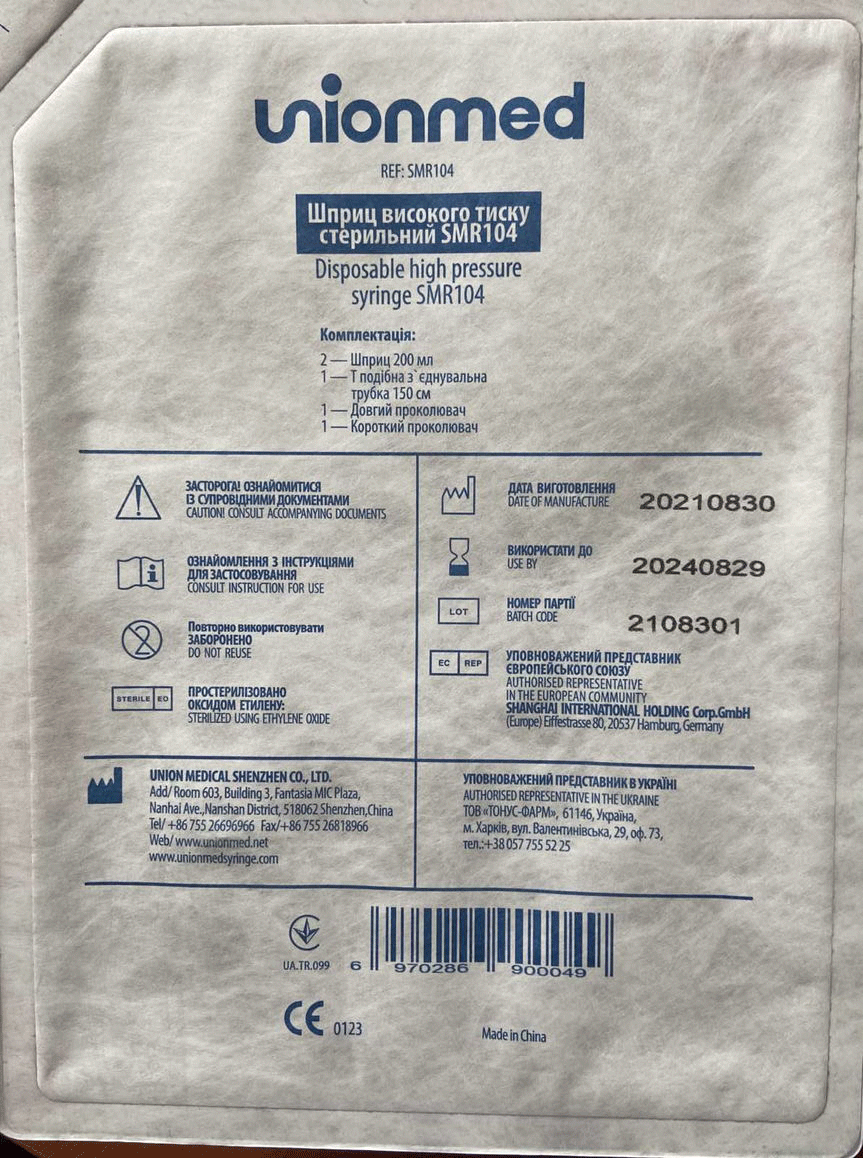 unionmed
REF: SMR104
Шприц високого тиску
стерильний SMR104
Disposable high pressure
syringe SMR104
Комплектація:
2 — Шприц 200 мл
1 — Т подібна з`єднувальна
трубка 150 см
1 — Довгий проколювач
1 — Короткий проколювач
ЗАСТОРОГА! ОЗНАЙОМИТИСЯ
ІЗ СУПРОВІДНИМИ ДОКУМЕНТАМИ
CAUTION! CONSULT ACCOMPANYING DOCUMENTS
ОЗНАЙОМЛЕННЯ З ІНСТРУКЦІЯМИ
ДЛЯ ЗАСТОСОВУВАННЯ
CONSULT INSTRUCTION FOR USE
2
Повторно використовувати
ЗАБОРОНЕНО
DO NOT REUSE
STERILE EO
ПРОСТЕРИЛІЗОВАНО
ОКСИДОМ ЕТИЛЕНУ:
STERILIZED USING ETHYLENE OXIDE
ДАТА ВИГОТОВЛЕННЯ
DATE OF MANUFACTURE
20210830
ВИКОРИСТАТИ ДО
USE BY
20240829
LOT
НОМЕР ПАРТІЇ
BATCH CODE
2108301
EC REP
УПОВНОВАЖЕНИЙ ПРЕДСТАВНИК
ЄВРОПЕЙСЬКОГО СОЮЗУ
AUTHORISED REPRESENTATIVE
IN THE EUROPEAN COMMUNITY
SHANGHAI INTERNATIONAL HOLDING Corp.GmbH
(Europe) Eiffestrasse 80, 20537 Hamburg, Germany
UNION MEDICAL SHENZHEN CO., LTD.
Add/ Room 603, Building 3, Fantasia MIC Plaza,
Nanhai Ave.,Nanshan District, 518062 Shenzhen,China
Tel/ +86 755 26696966 Fax/+86 755 26818966
Web/ www.unionmed.net
www.unionmedsyringe.com
УПОВНОВАЖЕНИЙ ПРЕДСТАВНИК В УКРАЇНІ
AUTHORISED REPRESENTATIVE IN THE UKRAINE
ТОВ «ТОНУС-ФАРМ», 61146, Україна,
м. Харків, вул. Валентинівська, 29, оф. 73,
тел.:+38 057 755 52 25
UA.TR.099
6 970286 900049
CE 0123
Made in China